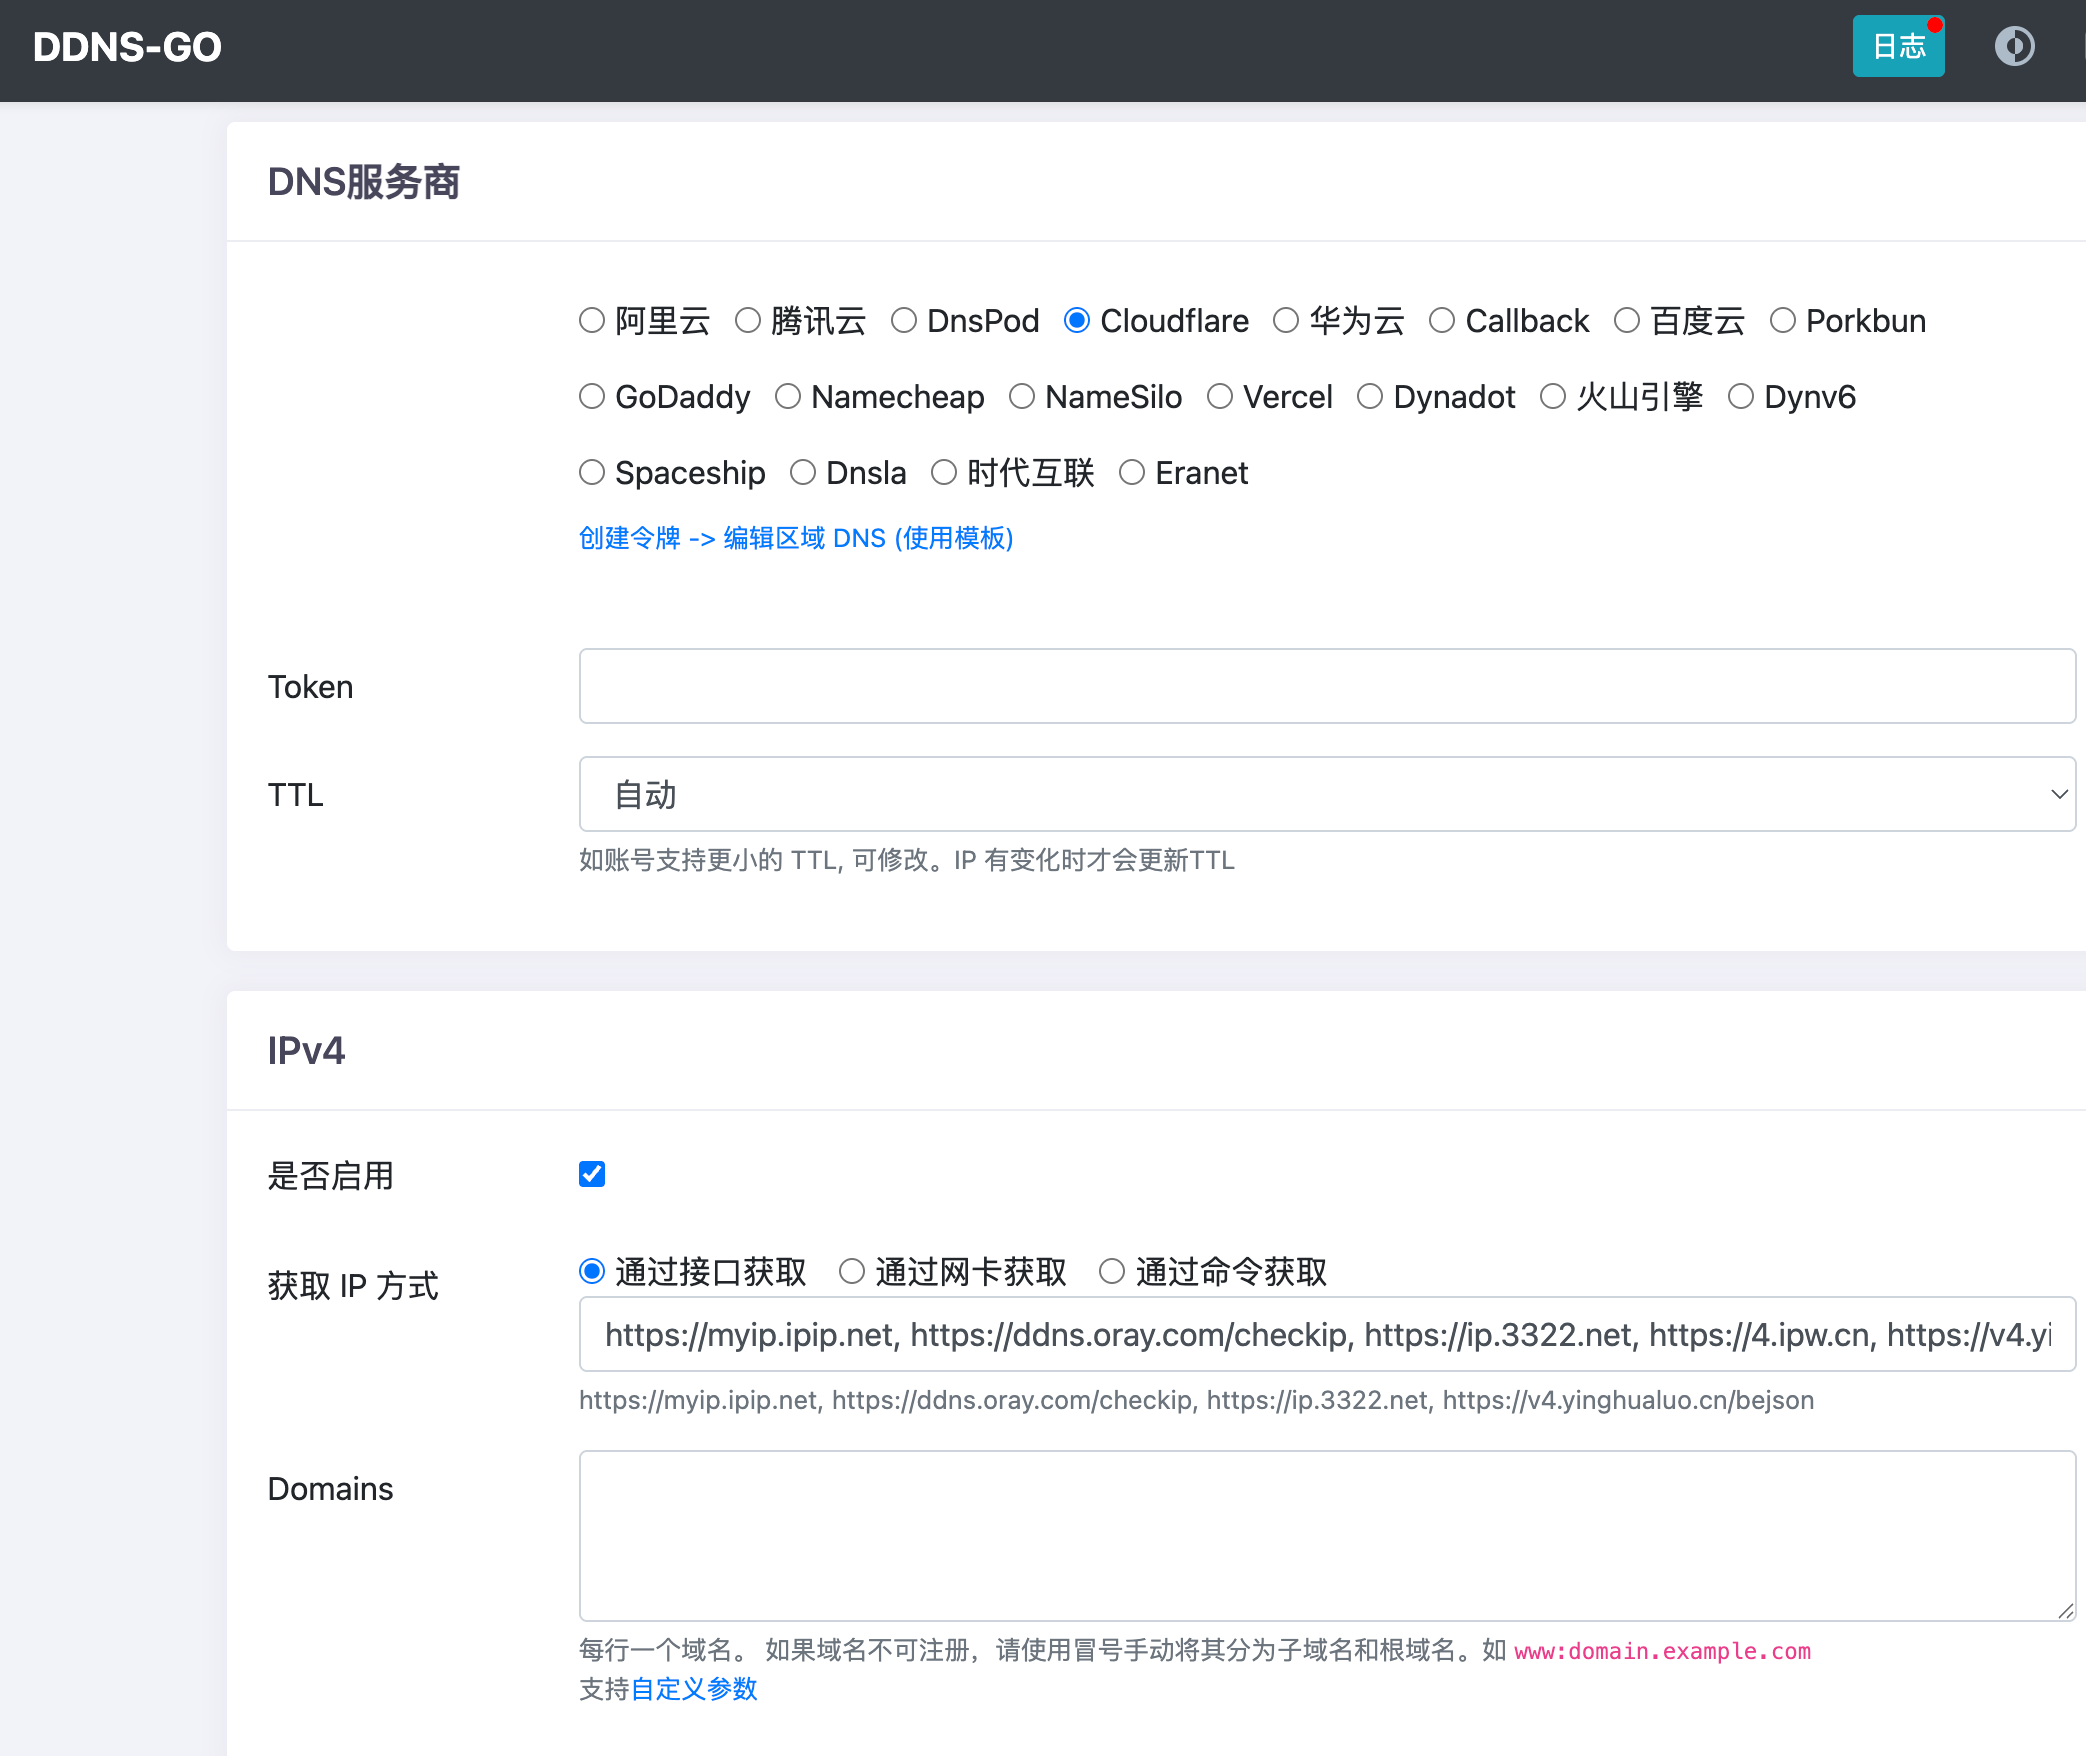 DDNS-GO
日志
DNS服务商
阿里云 腾讯云 DnsPod Cloudflare 华为云 Callback 百度云 Porkbun
GoDaddy Namecheap NameSilo Vercel Dynadot 火山引擎 Dynv6
Spaceship Dnsla 时代互联 Eranet
创建令牌 -> 编辑区域 DNS (使用模板)
Token
TTL 自动
如账号支持更小的 TTL, 可修改。IP 有变化时才会更新TTL
IPv4
是否启用
获取 IP 方式 通过接口获取 通过网卡获取 通过命令获取
https://myip.ipip.net, https://ddns.oray.com/checkip, https://ip.3322.net, https://4.ipw.cn, https://v4.yi
https://myip.ipip.net, https://ddns.oray.com/checkip, https://ip.3322.net, https://v4.yinghualuo.cn/bejson
Domains
每行一个域名。 如果域名不可注册，请使用冒号手动将其分为子域名和根域名。如 www:domain.example.com
支持自定义参数